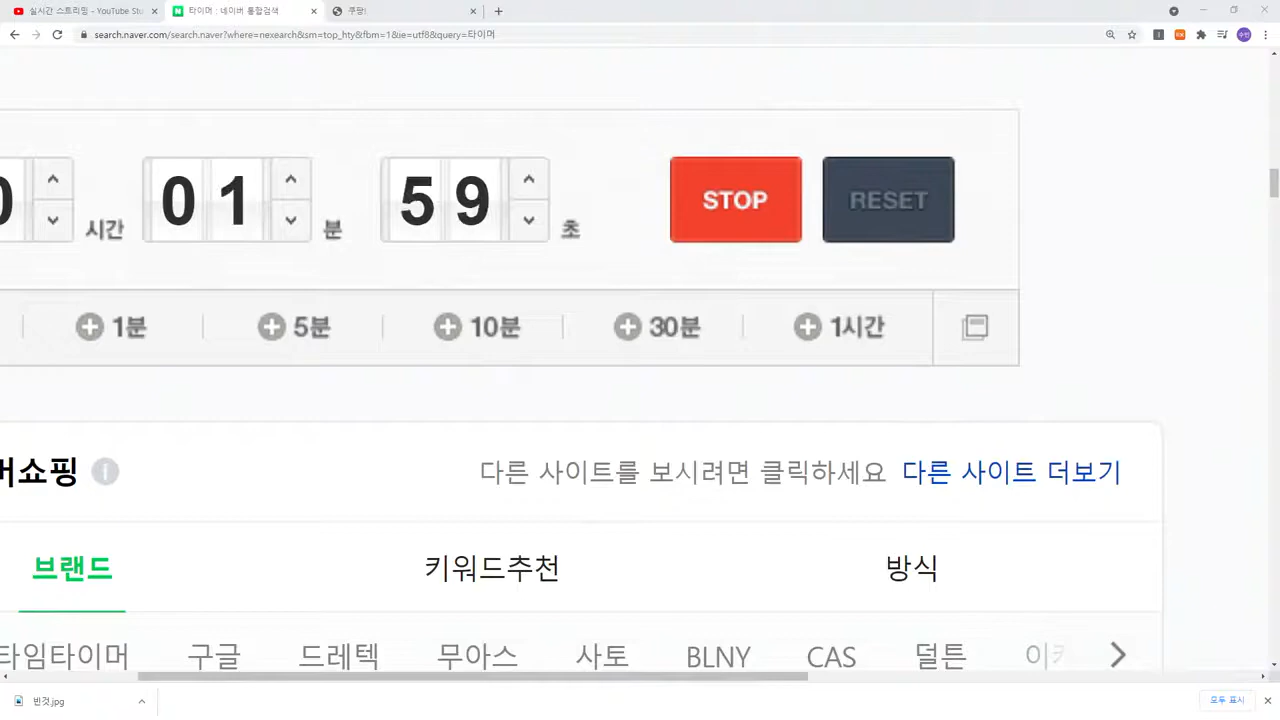 실시간 스트리밍 - YouTube Stu
타이머 : 네이버 통합검색
쿠팡!
search.naver.com/search.naver?where=nexearch&sm=top_hty&fbm=1&ie=utf8&query=타이머
수빈
0 시간 01 분 59 초 STOP RESET
1분 5분 10분 30분 1시간
버쇼핑 다른 사이트를 보시려면 클릭하세요 다른 사이트 더보기
브랜드 키워드추천 방식
타임타이머 구글 드레텍 무아스 사토 BLNY CAS 덜튼
빈것.jpg 모두 표시